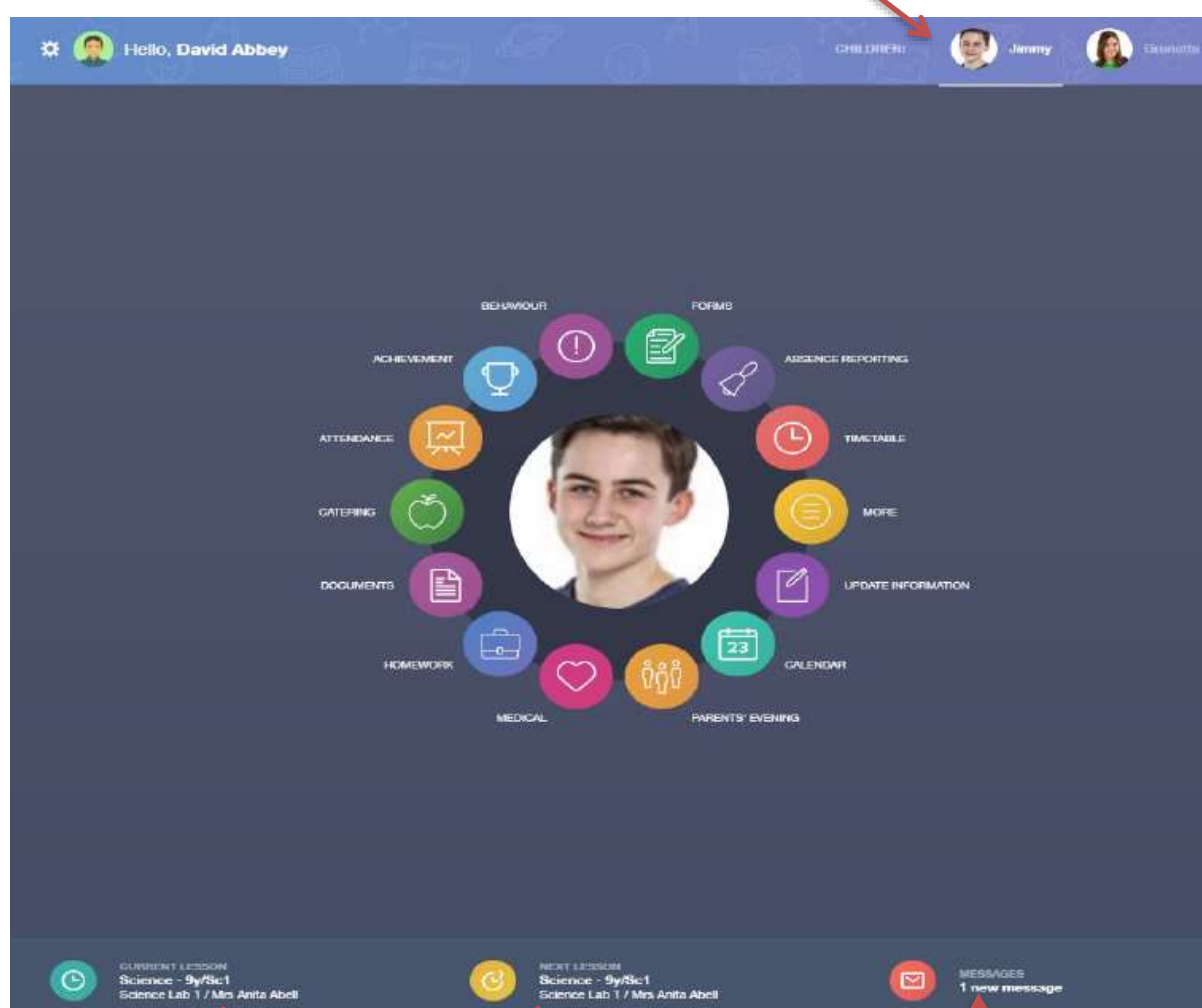 Hello, David Abbey
CHILDREN:
Jimmy
BEHAVIOUR
FORMS
ACHIEVEMENT
ABSENCE REPORTING
ATTENDANCE
TIMETABLE
CATERING
MORE
DOCUMENTS
UPDATE INFORMATION
HOMEWORK
23
CALENDAR
MEDICAL
PARENTS' EVENING
CURRENT LESSON
Science - 9y/Sc1
Science Lab 1 / Mrs Anita Abell
NEXT LESSON
Science - 9y/Sc1
Science Lab 1 / Mrs Anita Abell
MESSAGES
1 new message